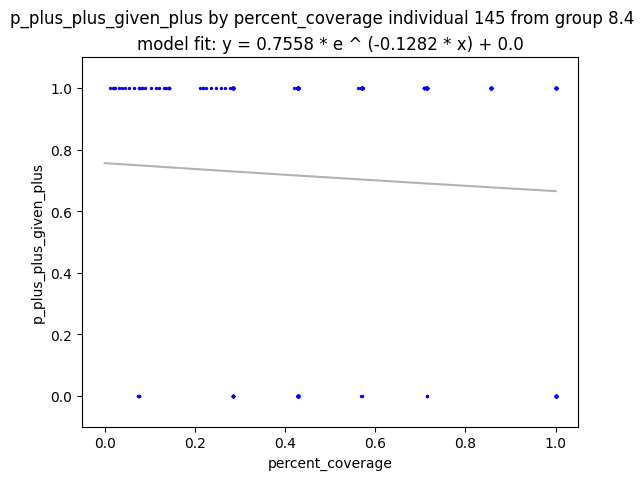 p_plus_plus_given_plus by percent_coverage individual 145 from group 8.4
model fit: y = 0.7558 * e ^ (-0.1282 * x) + 0.0
1.0
0.8
0.6
0.4
0.2
0.0
p_plus_plus_given_plus
0.0 0.2 0.4 0.6 0.8 1.0
percent_coverage